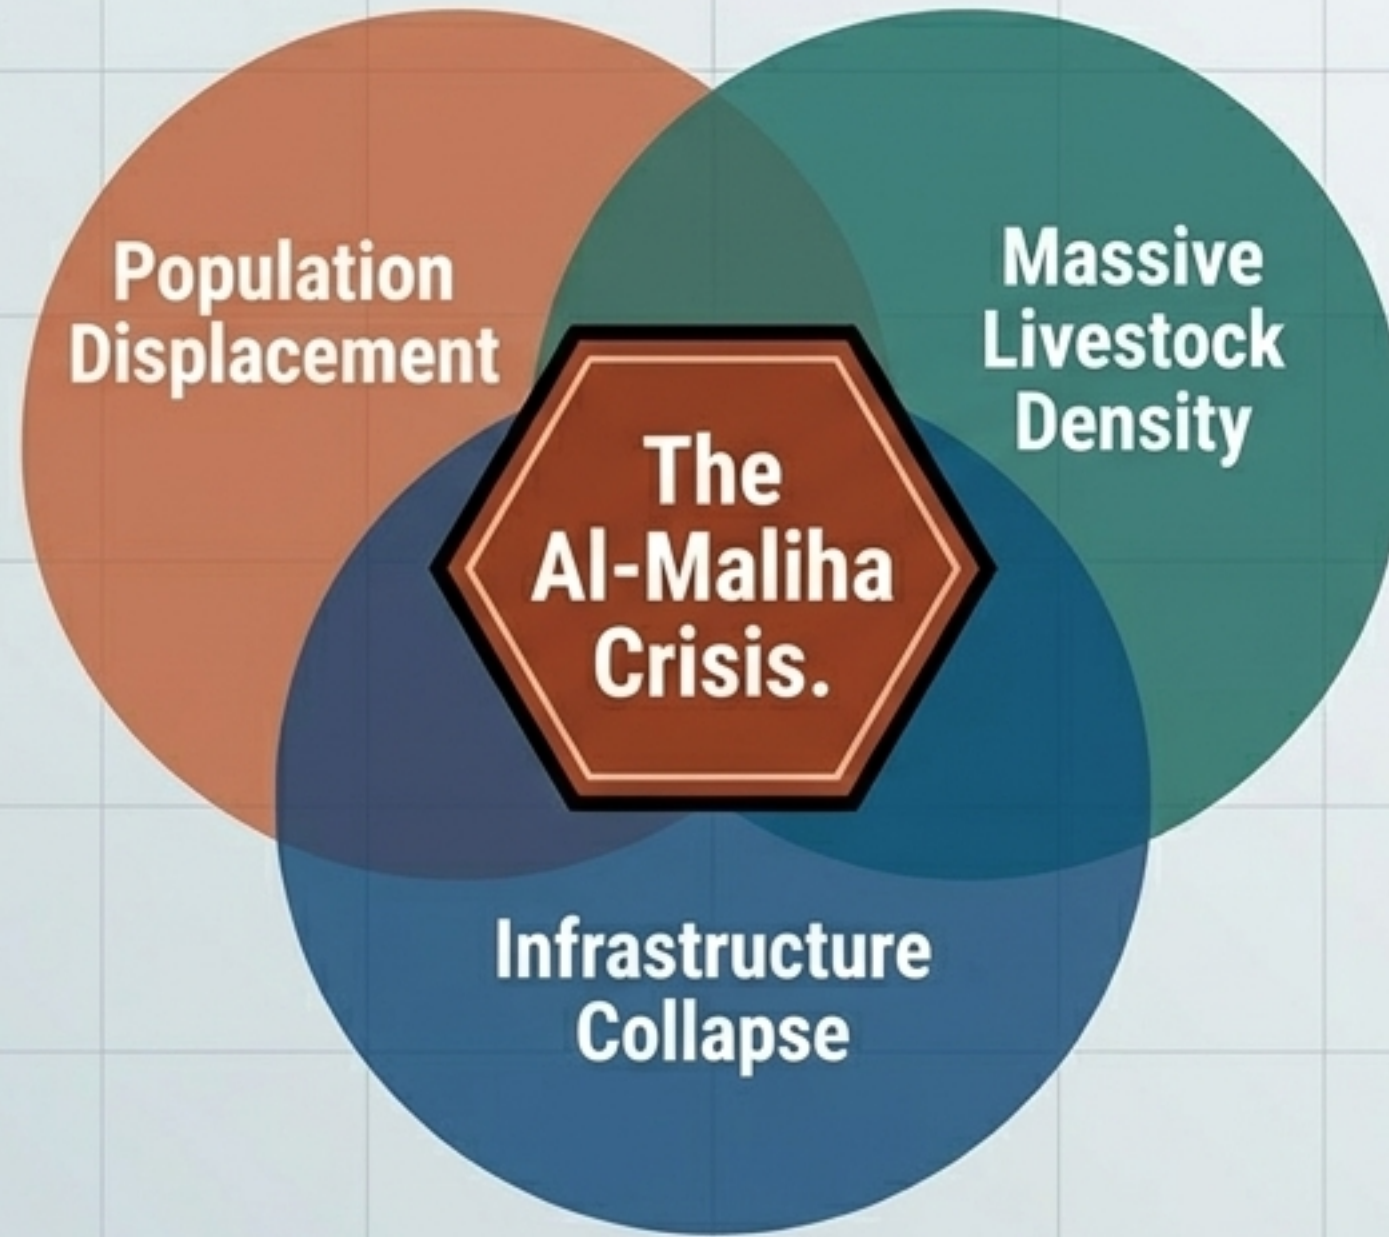 Population
Displacement
Massive
Livestock
Density
The
Al-Maliha
Crisis.
Infrastructure
Collapse